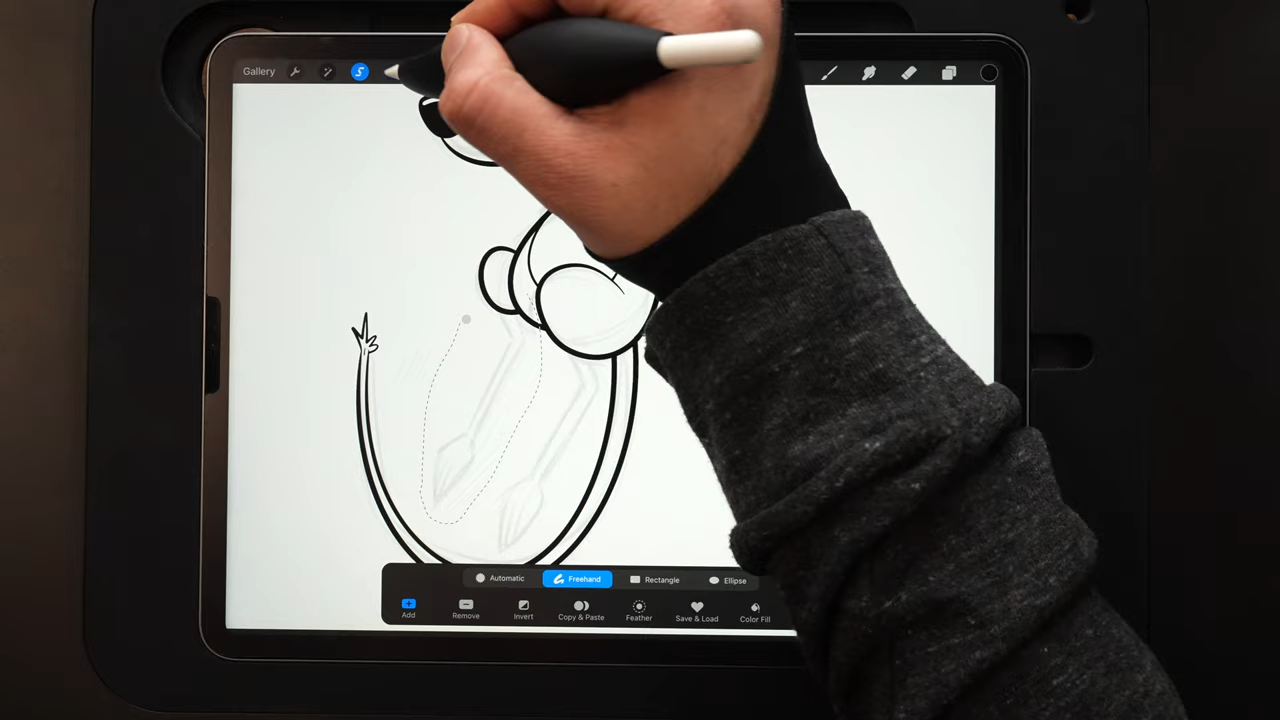 Gallery
Automatic
Freehand
Rectangle
Ellipse
Add
Remove
Invert
Copy & Paste
Feather
Save & Load
Color Fill